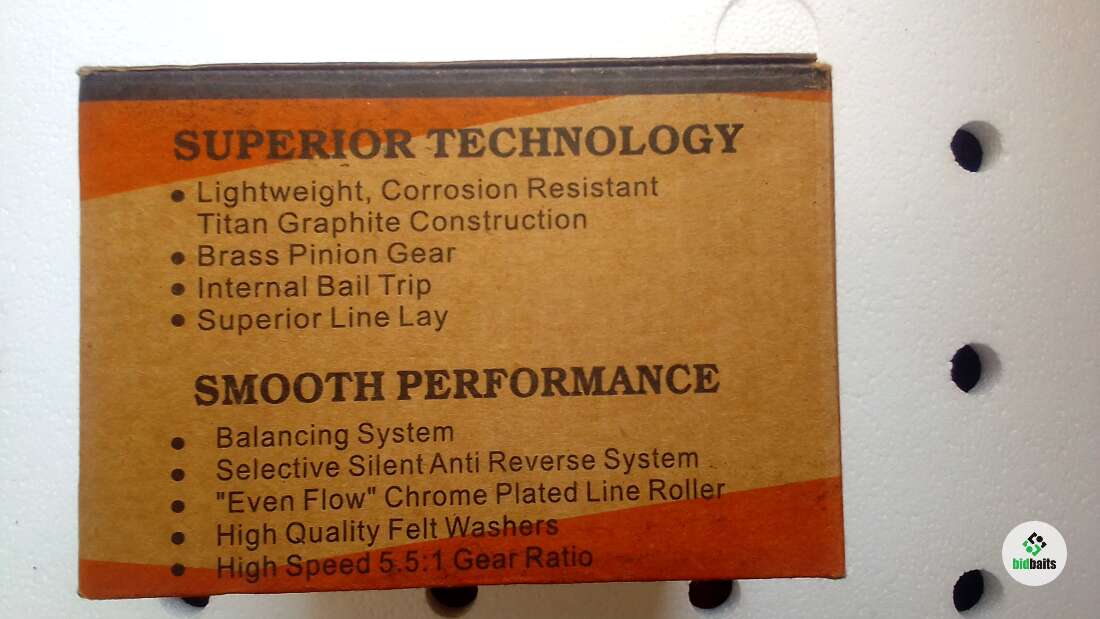 SUPERIOR TECHNOLOGY
• Lightweight, Corrosion Resistant
Titan Graphite Construction
• Brass Pinion Gear
• Internal Bail Trip
• Superior Line Lay
SMOOTH PERFORMANCE
• Balancing System
• Selective Silent Anti Reverse System
• "Even Flow" Chrome Plated Line Roller
• High Quality Felt Washers
• High Speed 5.5:1 Gear Ratio
bidbaits